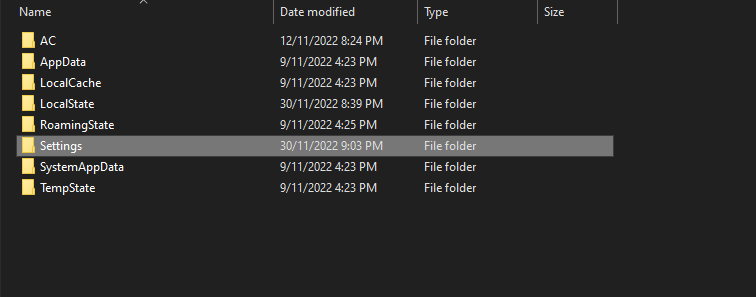 Name Date modified Type Size
AC 12/11/2022 8:24 PM File folder
AppData 9/11/2022 4:23 PM File folder
LocalCache 9/11/2022 4:23 PM File folder
LocalState 30/11/2022 8:39 PM File folder
RoamingState 9/11/2022 4:25 PM File folder
Settings 30/11/2022 9:03 PM File folder
SystemAppData 9/11/2022 4:23 PM File folder
TempState 9/11/2022 4:23 PM File folder